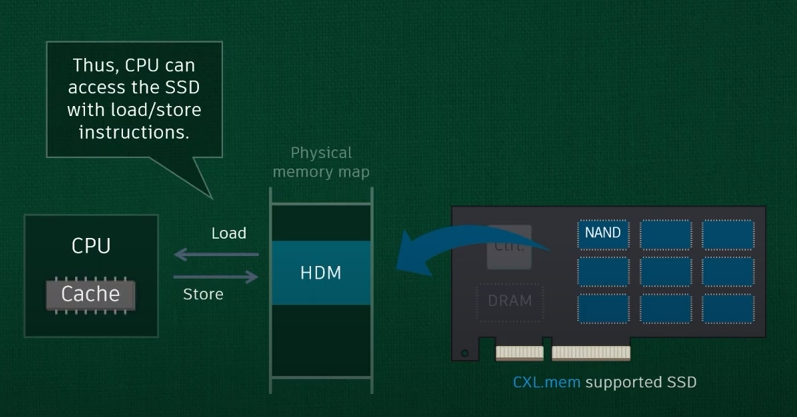 Thus, CPU can
access the SSD
with load/store
instructions.
Physical
memory map
CPU
Cache
Load
Store
HDM
Ctrl.
DRAM
NAND
CXL.mem supported SSD